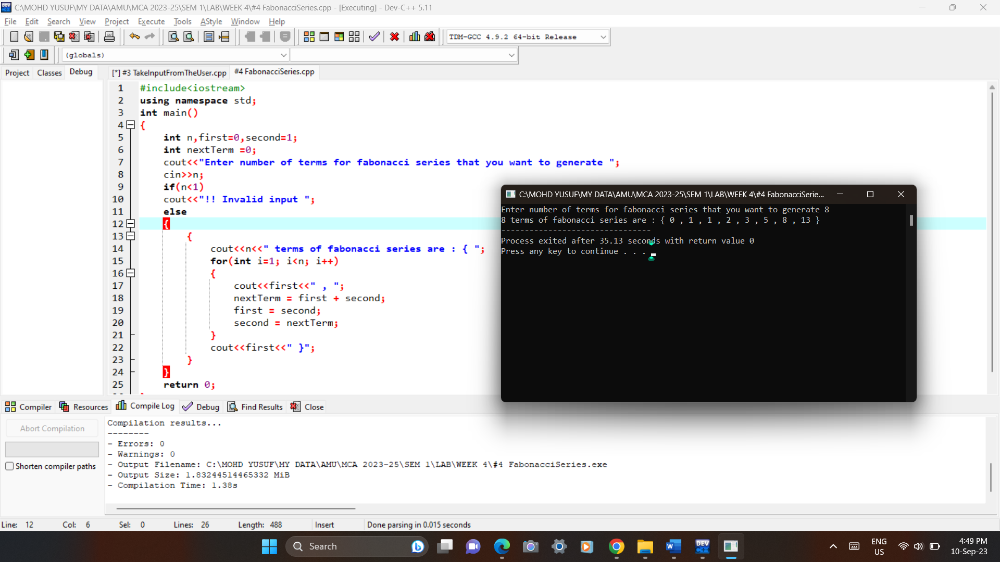 C:\MOHD YUSUF\MY DATA\AMU\MCA 2023-25\SEM 1\LAB\WEEK 4\#4 FabonacciSeries.cpp - [Executing] - Dev-C++ 5.11
File Edit Search View Project Execute Tools AStyle Window Help
TDM-GCC 4.9.2 64-bit Release
(globals)
Project Classes Debug
[*] #3 TakeInputFromTheUser.cpp #4 FabonacciSeries.cpp
1 #include<iostream>
2 using namespace std;
3 int main()
4 {
5 int n,first=0,second=1;
6 int nextTerm =0;
7 cout<<"Enter number of terms for fabonacci series that you want to generate ";
8 cin>>n;
9 if(n<1)
10 cout<<"!! Invalid input ";
11 else
12 {
13 {
14 cout<<n<<" terms of fabonacci series are : { ";
15 for(int i=1; i<n; i++)
16 {
17 cout<<first<<" , ";
18 nextTerm = first + second;
19 first = second;
20 second = nextTerm;
21 }
22 cout<<first<<" }";
23 }
24 }
25 return 0;
C:\MOHD YUSUF\MY DATA\AMU\MCA 2023-25\SEM 1\LAB\WEEK 4\#4 FabonacciSerie...
Enter number of terms for fabonacci series that you want to generate 8
8 terms of fabonacci series are : { 0 , 1 , 1 , 2 , 3 , 5 , 8 , 13 }
--------------------------------
Process exited after 35.13 seconds with return value 0
Press any key to continue . . .
Compiler Resources Compile Log Debug Find Results Close
Abort Compilation
Shorten compiler paths
Compilation results...
--------
- Errors: 0
- Warnings: 0
- Output Filename: C:\MOHD YUSUF\MY DATA\AMU\MCA 2023-25\SEM 1\LAB\WEEK 4\#4 FabonacciSeries.exe
- Output Size: 1.83244514465332 MiB
- Compilation Time: 1.38s
Line: 12 Col: 6 Sel: 0 Lines: 26 Length: 488 Insert Done parsing in 0.015 seconds
Search
DEV C++
ENG
US
4:49 PM
10-Sep-23